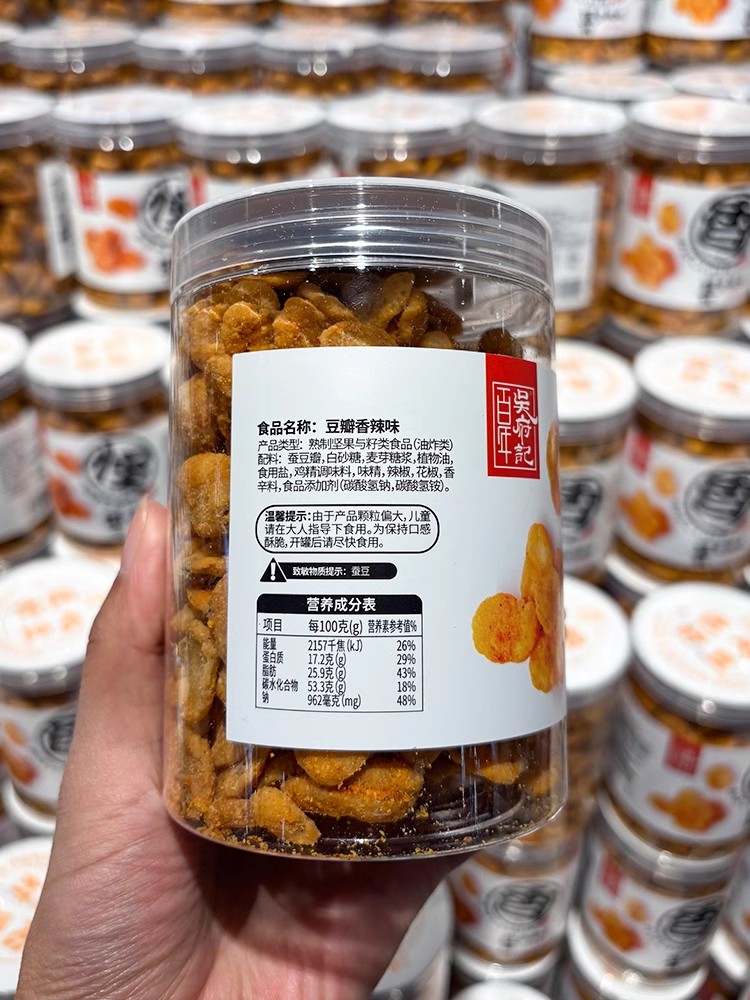 食品名称：豆瓣香辣味
产品类型：熟制坚果与籽类食品（油炸类）
配料：蚕豆瓣，白砂糖，麦芽糖浆，植物油，
食用盐，鸡精调味料，味精，辣椒，花椒，香
辛料，食品添加剂（碳酸氢钠，碳酸氢铵）。
温馨提示：由于产品颗粒偏大，儿童
请在大人指导下食用。为保持口感
酥脆，开罐后请尽快食用。
致敏物质提示：蚕豆
营养成分表
项目 每100克(g) 营养素参考值%
能量 2157千焦(kJ) 26%
蛋白质 17.2克(g) 29%
脂肪 25.9克(g) 43%
碳水化合物 53.3克(g) 18%
钠 962毫克(mg) 48%
吴府記
百年